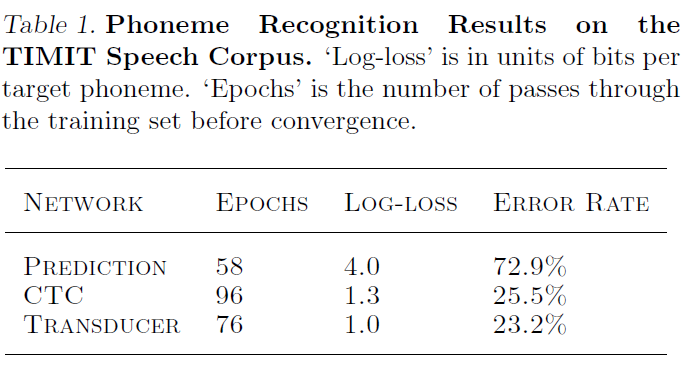 Table 1. Phoneme Recognition Results on the
TIMIT Speech Corpus. ‘Log-loss’ is in units of bits per
target phoneme. ‘Epochs’ is the number of passes through
the training set before convergence.
Network Epochs Log-loss Error Rate
Prediction 58 4.0 72.9%
CTC 96 1.3 25.5%
Transducer 76 1.0 23.2%